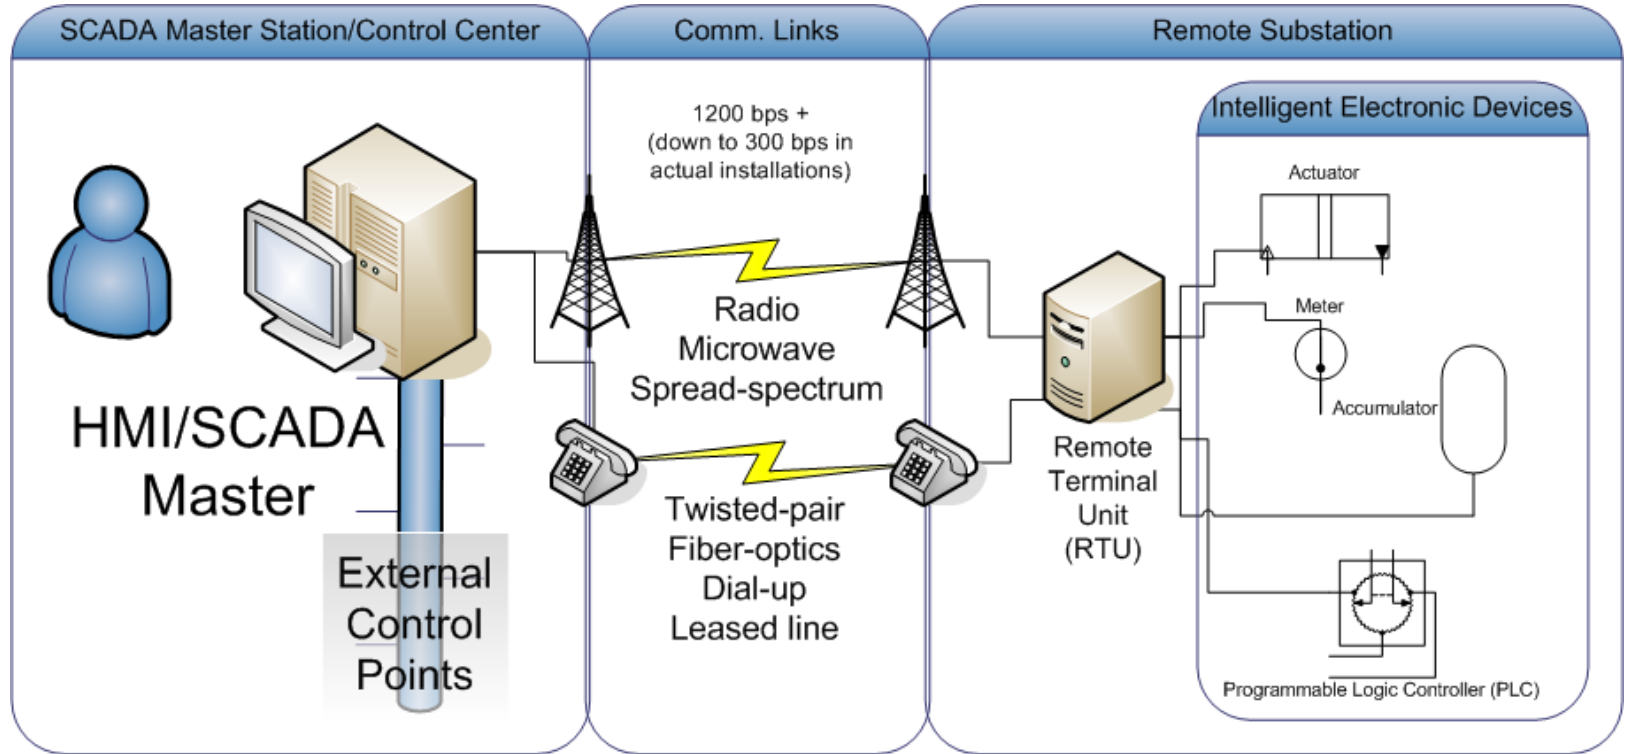 SCADA Master Station/Control Center
Comm. Links
Remote Substation
1200 bps +
(down to 300 bps in
actual installations)
Intelligent Electronic Devices
Actuator
Radio
Microwave
Spread-spectrum
Meter
Accumulator
HMI/SCADA
Master
Remote
Terminal
Unit
(RTU)
Twisted-pair
Fiber-optics
Dial-up
Leased line
External
Control
Points
Programmable Logic Controller (PLC)